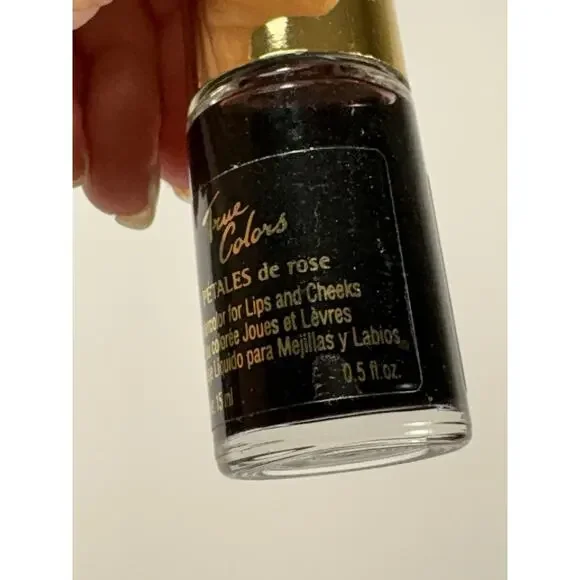 True
Colors
PÉTALES de rose
for Lips and Cheeks
colorée Joues et Lèvres
Líquido para Mejillas y Labios
15 ml 0.5 fl.oz.